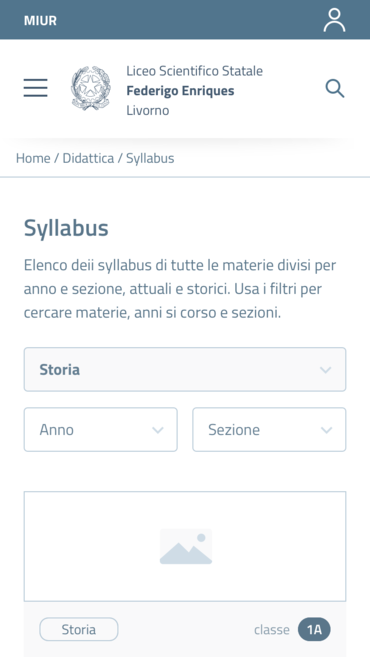 MIUR
Liceo Scientifico Statale
Federigo Enriques
Livorno
Home / Didattica / Syllabus
Syllabus
Elenco deii syllabus di tutte le materie divisi per
anno e sezione, attuali e storici. Usa i filtri per
cercare materie, anni si corso e sezioni.
Storia
Anno
Sezione
Storia
classe 1A